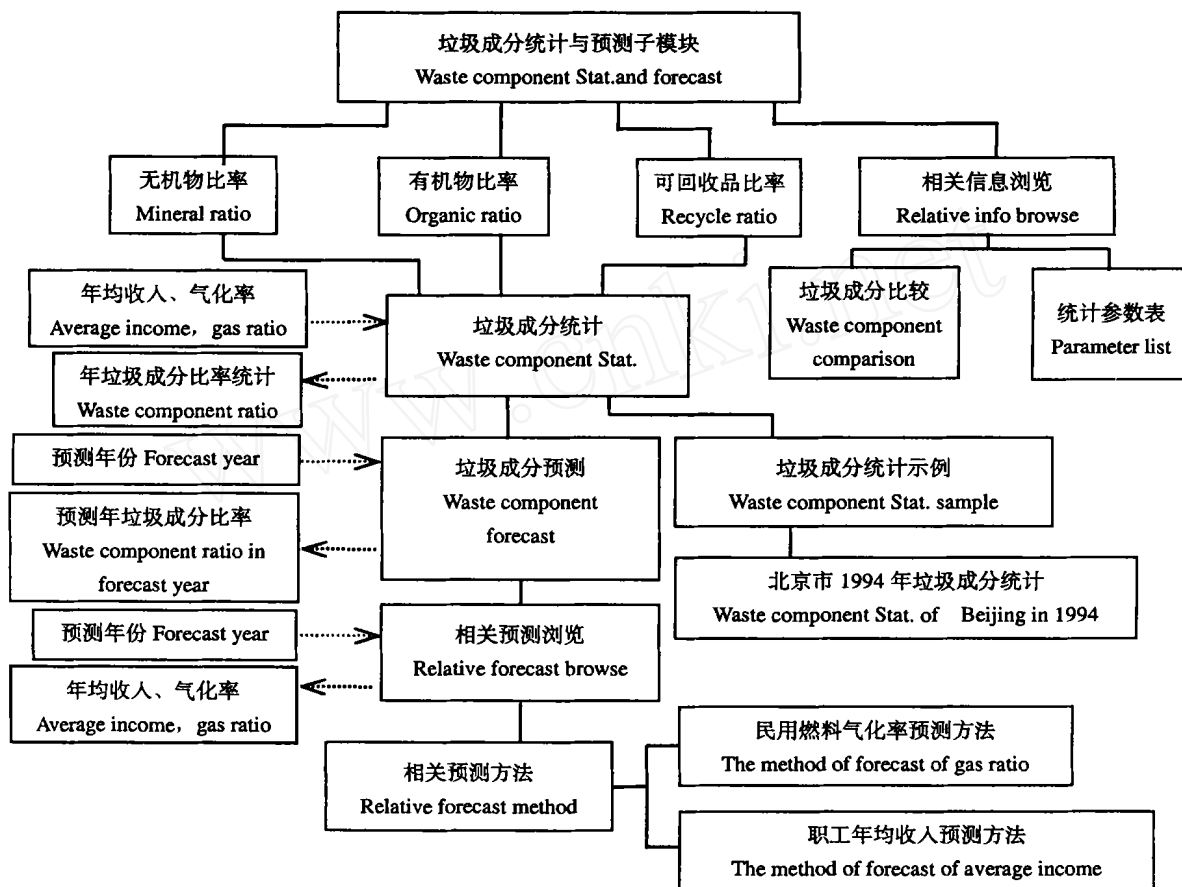 垃圾成分统计与预测子模块
Waste component Stat.and forecast
无机物比率
Mineral ratio
有机物比率
Organic ratio
可回收品比率
Recycle ratio
相关信息浏览
Relative info browse
年均收人、气化率
Average income，gas ratio
垃圾成分统计
Waste component Stat.
垃圾成分比较
Waste component
comparison
统计参数表
Parameter list
年垃圾成分比率统计
Waste component ratio
预测年份 Forecast year
垃圾成分预测
Waste component
forecast
垃圾成分统计示例
Waste component Stat. sample
预测年垃圾成分比率
Waste component ratio in
forecast year
北京市 1994 年垃圾成分统计
Waste component Stat. of Beijing in 1994
预测年份 Forecast year
相关预测浏览
Relative forecast browse
年均收人、气化率
Average income，gas ratio
相关预测方法
Relative forecast method
民用燃料气化率预测方法
The method of forecast of gas ratio
职工年均收人预测方法
The method of forecast of average income
www.cnki.net